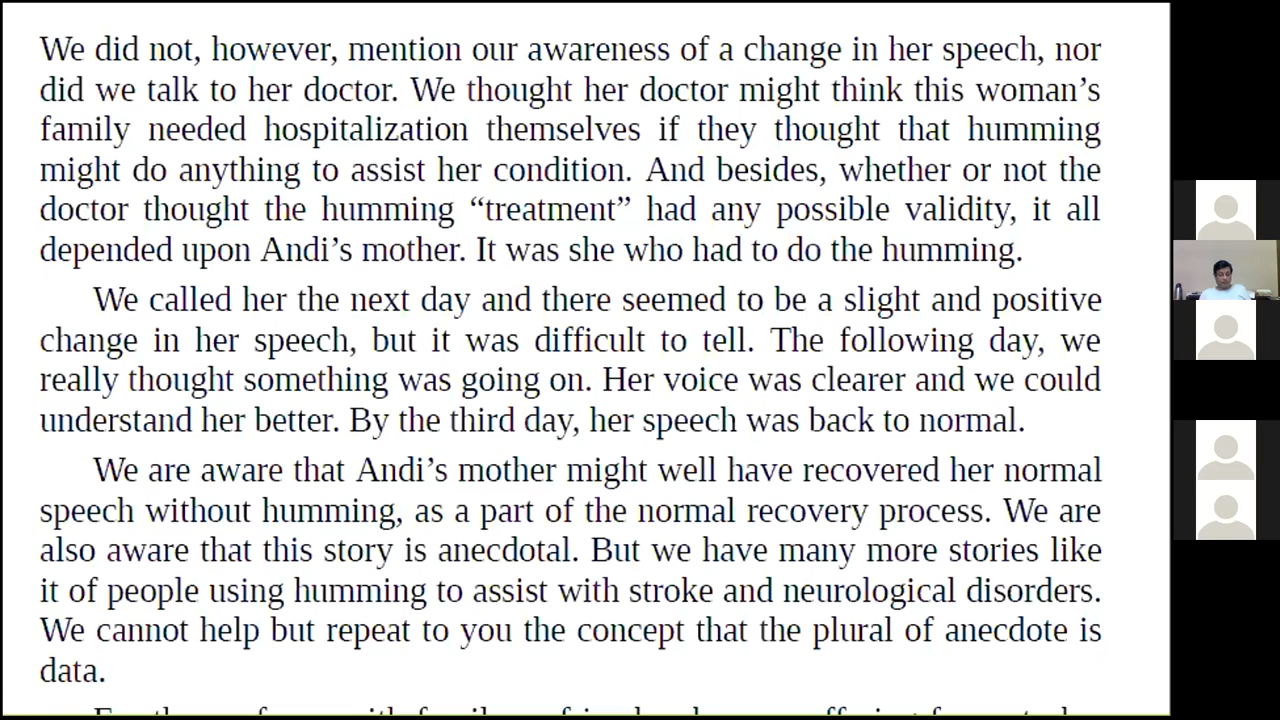 We did not, however, mention our awareness of a change in her speech, nor
did we talk to her doctor. We thought her doctor might think this woman’s
family needed hospitalization themselves if they thought that humming
might do anything to assist her condition. And besides, whether or not the
doctor thought the humming “treatment” had any possible validity, it all
depended upon Andi’s mother. It was she who had to do the humming.
We called her the next day and there seemed to be a slight and positive
change in her speech, but it was difficult to tell. The following day, we
really thought something was going on. Her voice was clearer and we could
understand her better. By the third day, her speech was back to normal.
We are aware that Andi’s mother might well have recovered her normal
speech without humming, as a part of the normal recovery process. We are
also aware that this story is anecdotal. But we have many more stories like
it of people using humming to assist with stroke and neurological disorders.
We cannot help but repeat to you the concept that the plural of anecdote is
data.